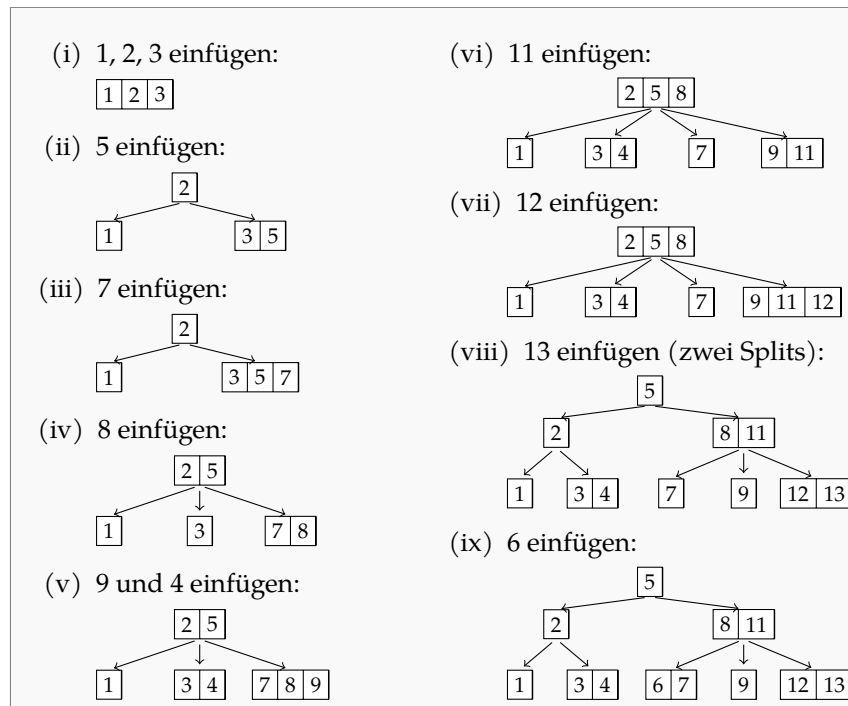 (i) 1, 2, 3 einfügen:
1 2 3
(ii) 5 einfügen:
2
1 3 5
(iii) 7 einfügen:
2
1 3 5 7
(iv) 8 einfügen:
2 5
1 3 7 8
(v) 9 und 4 einfügen:
2 5
1 3 4 7 8 9
(vi) 11 einfügen:
2 5 8
1 3 4 7 9 11
(vii) 12 einfügen:
2 5 8
1 3 4 7 9 11 12
(viii) 13 einfügen (zwei Splits):
5
2 8 11
1 3 4 7 9 12 13
(ix) 6 einfügen:
5
2 8 11
1 3 4 6 7 9 12 13